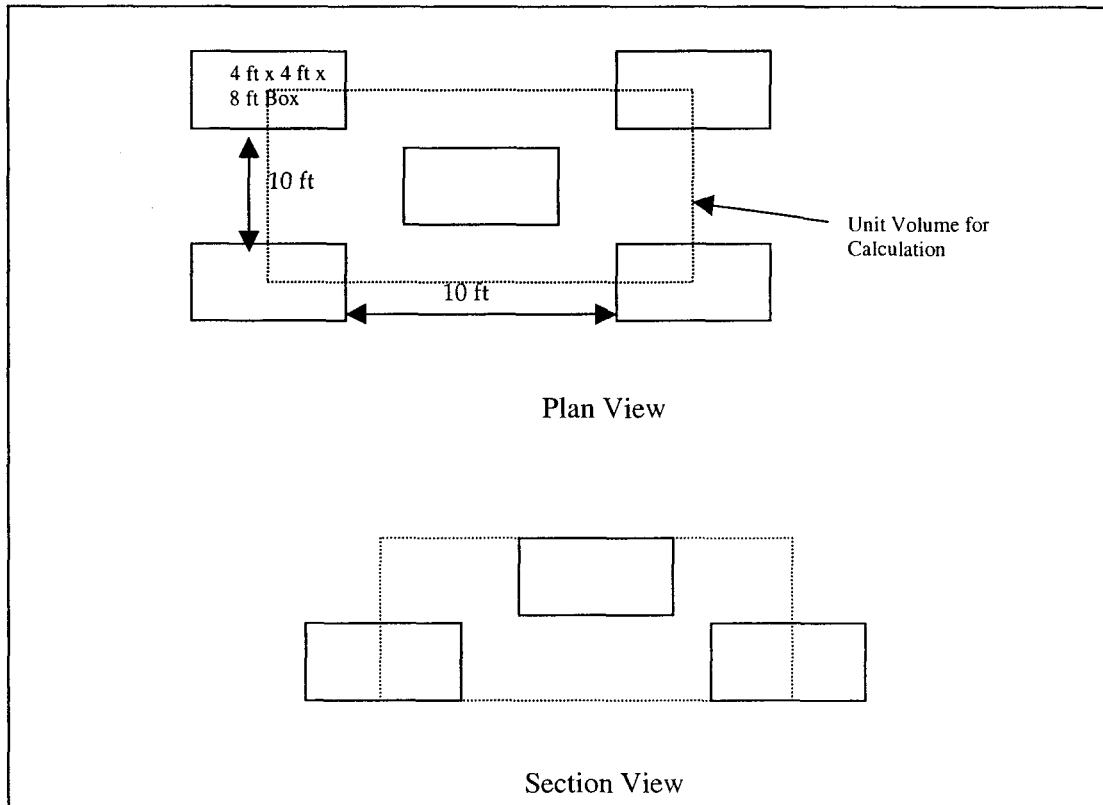 4 ft x 4 ft x
8 ft Box
10 ft
Unit Volume for
Calculation
10 ft
Plan View
Section View